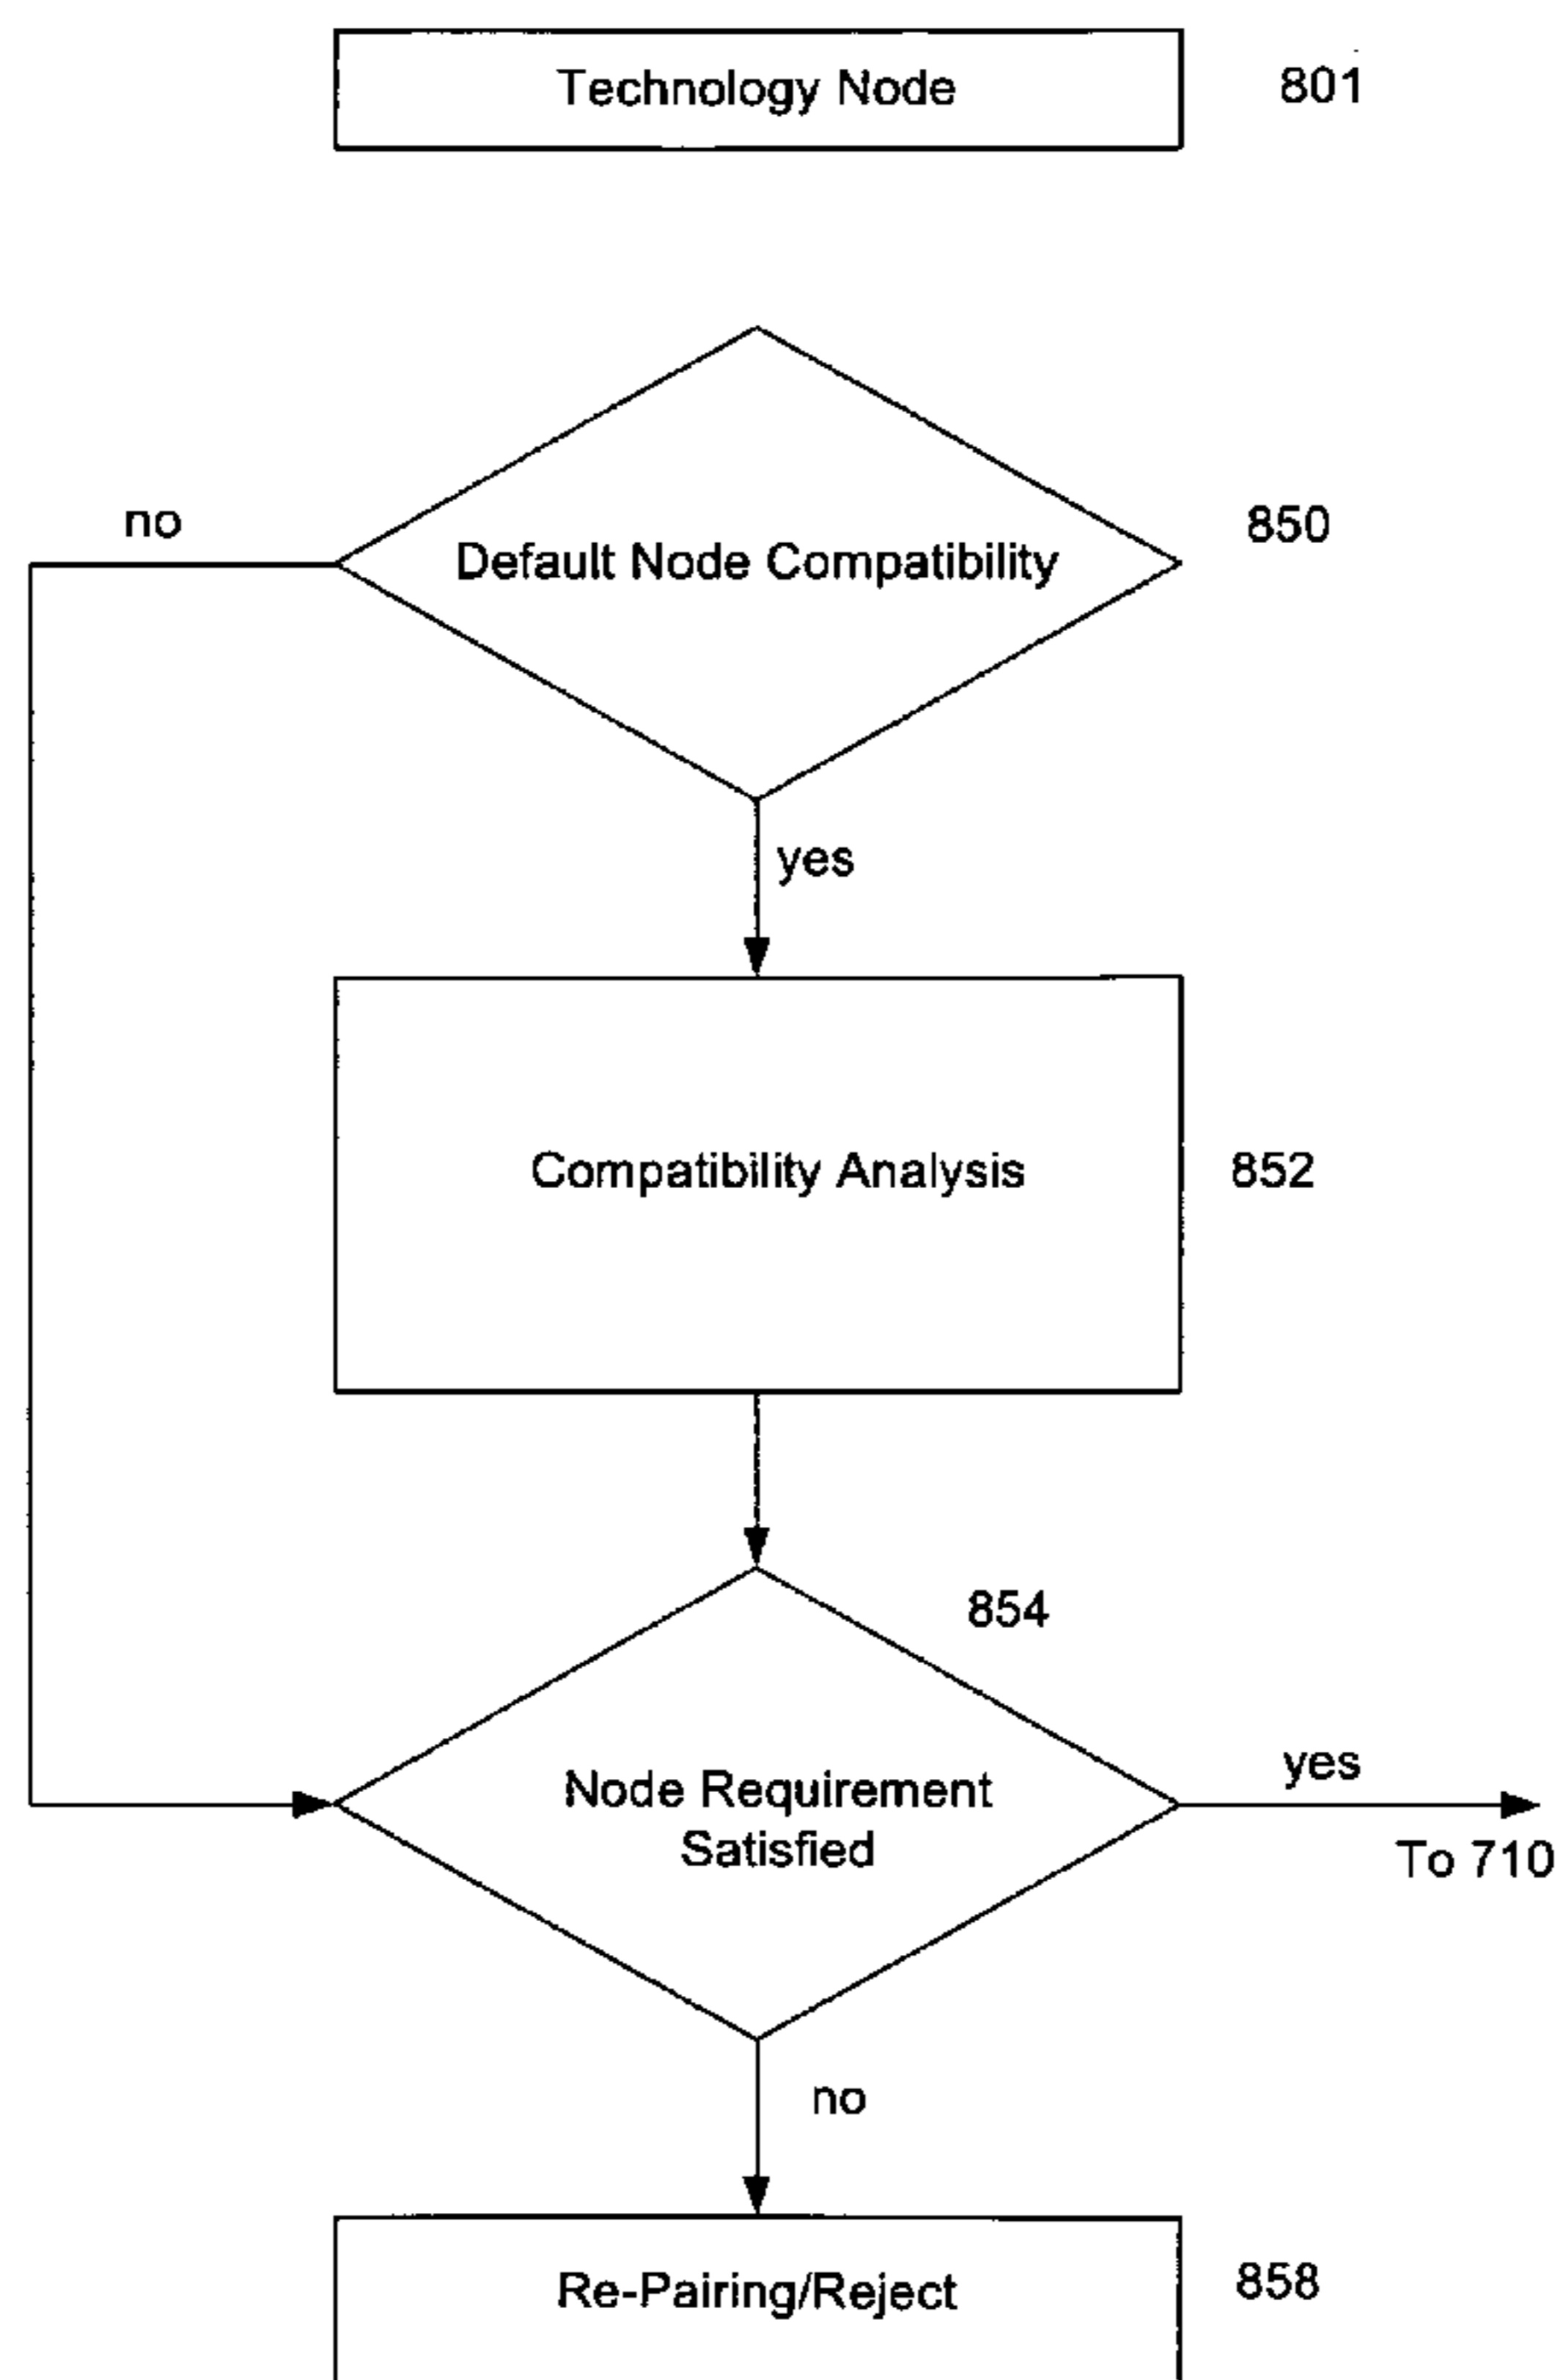 Technology Node
801
no
850
Default Node Compatibility
yes
Compatibility Analysis
852
854
Node Requirement
Satisfied
yes
To 710
no
Re-Pairing/Reject
858